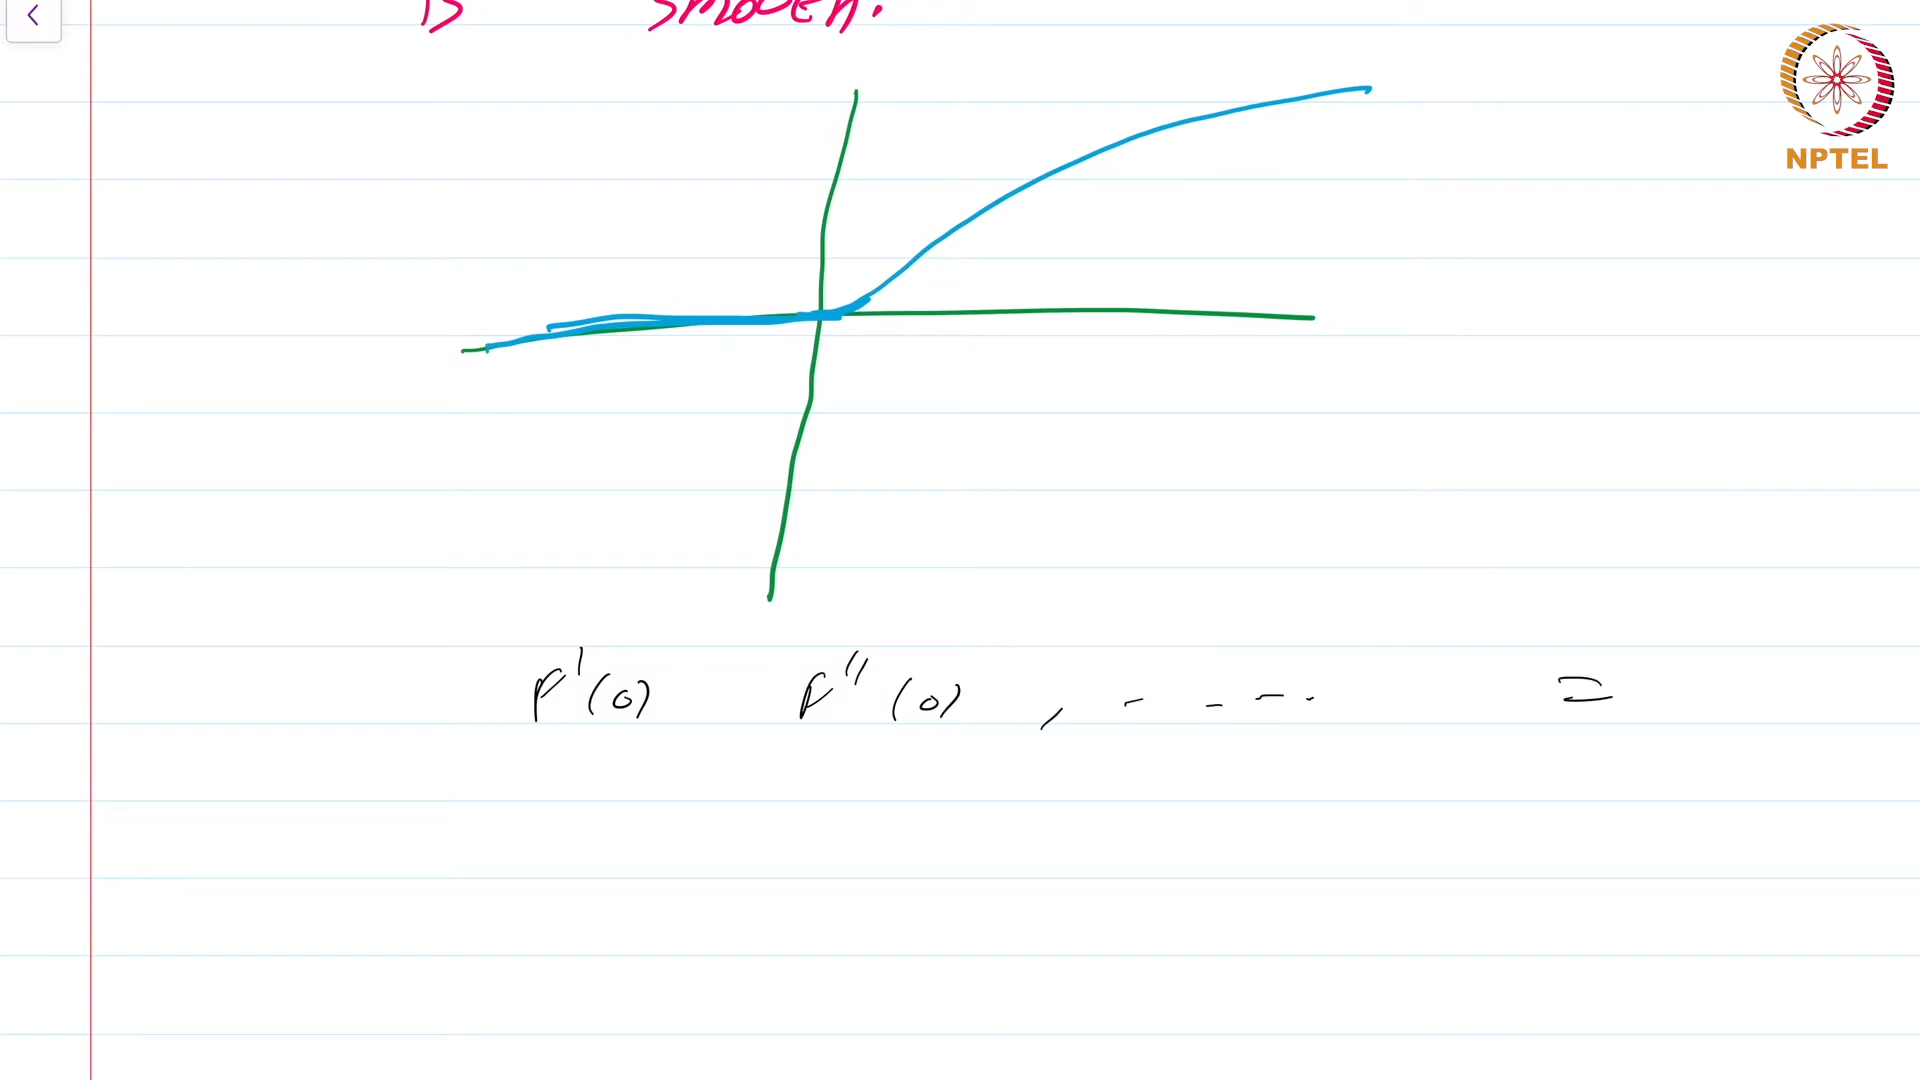 is smooth.
NPTEL
F'(0) F''(0) , - - - . =